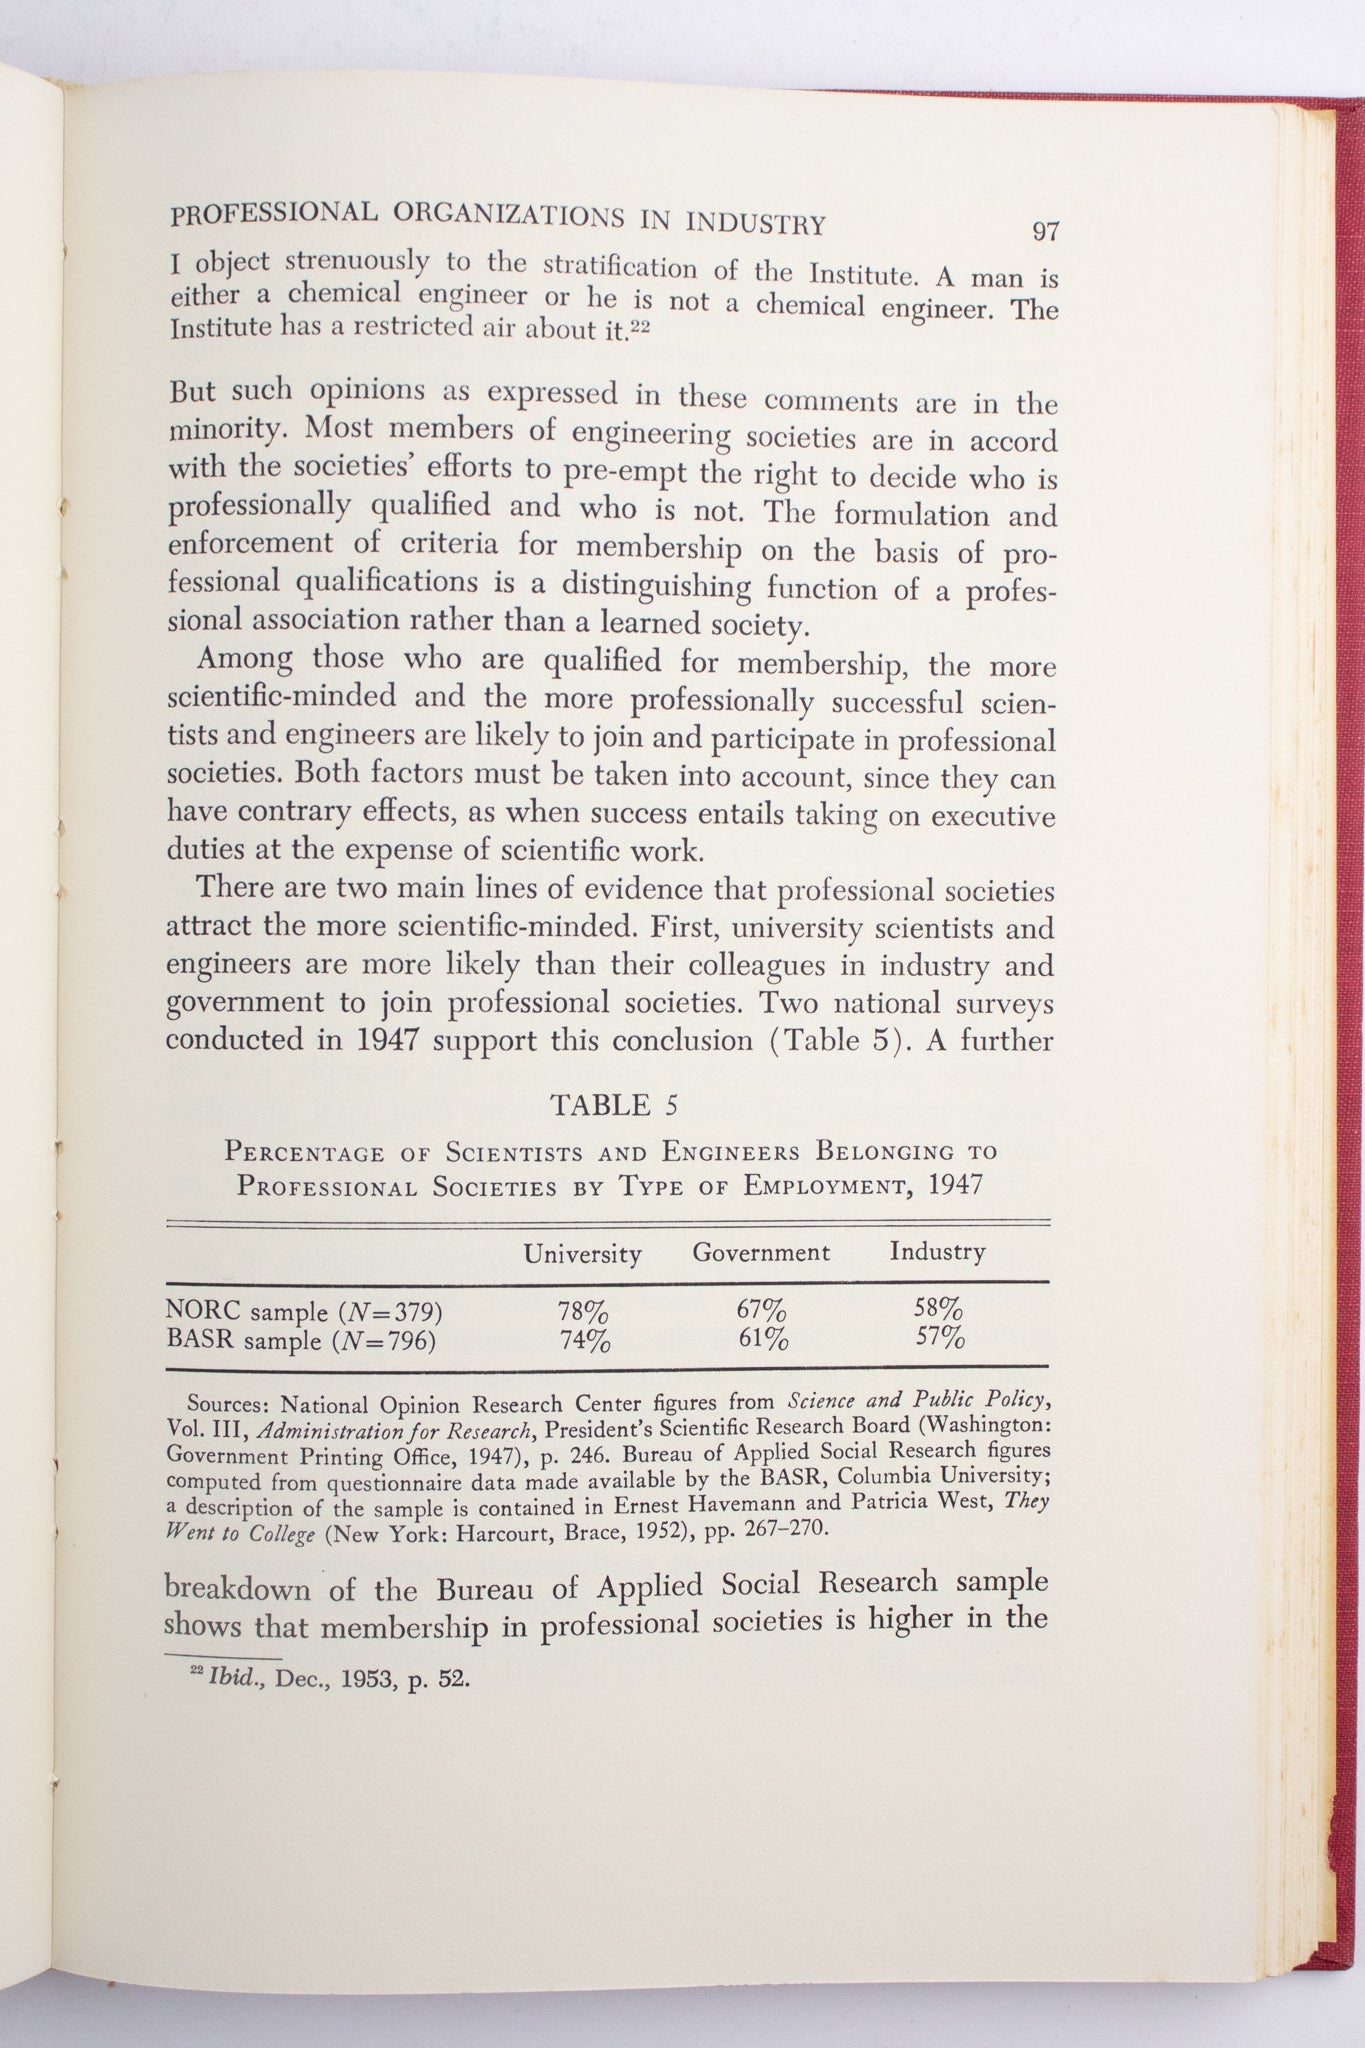 PROFESSIONAL ORGANIZATIONS IN INDUSTRY 97
I object strenuously to the stratification of the Institute. A man is
either a chemical engineer or he is not a chemical engineer. The
Institute has a restricted air about it.²²
But such opinions as expressed in these comments are in the
minority. Most members of engineering societies are in accord
with the societies' efforts to pre-empt the right to decide who is
professionally qualified and who is not. The formulation and
enforcement of criteria for membership on the basis of pro-
fessional qualifications is a distinguishing function of a profes-
sional association rather than a learned society.
Among those who are qualified for membership, the more
scientific-minded and the more professionally successful scien-
tists and engineers are likely to join and participate in professional
societies. Both factors must be taken into account, since they can
have contrary effects, as when success entails taking on executive
duties at the expense of scientific work.
There are two main lines of evidence that professional societies
attract the more scientific-minded. First, university scientists and
engineers are more likely than their colleagues in industry and
government to join professional societies. Two national surveys
conducted in 1947 support this conclusion (Table 5). A further
TABLE 5
Percentage of Scientists and Engineers Belonging to
Professional Societies by Type of Employment, 1947
University Government Industry
NORC sample (N=379) 78% 67% 58%
BASR sample (N=796) 74% 61% 57%
Sources: National Opinion Research Center figures from Science and Public Policy,
Vol. III, Administration for Research, President's Scientific Research Board (Washington:
Government Printing Office, 1947), p. 246. Bureau of Applied Social Research figures
computed from questionnaire data made available by the BASR, Columbia University;
a description of the sample is contained in Ernest Havemann and Patricia West, They
Went to College (New York: Harcourt, Brace, 1952), pp. 267–270.
breakdown of the Bureau of Applied Social Research sample
shows that membership in professional societies is higher in the
²² Ibid., Dec., 1953, p. 52.